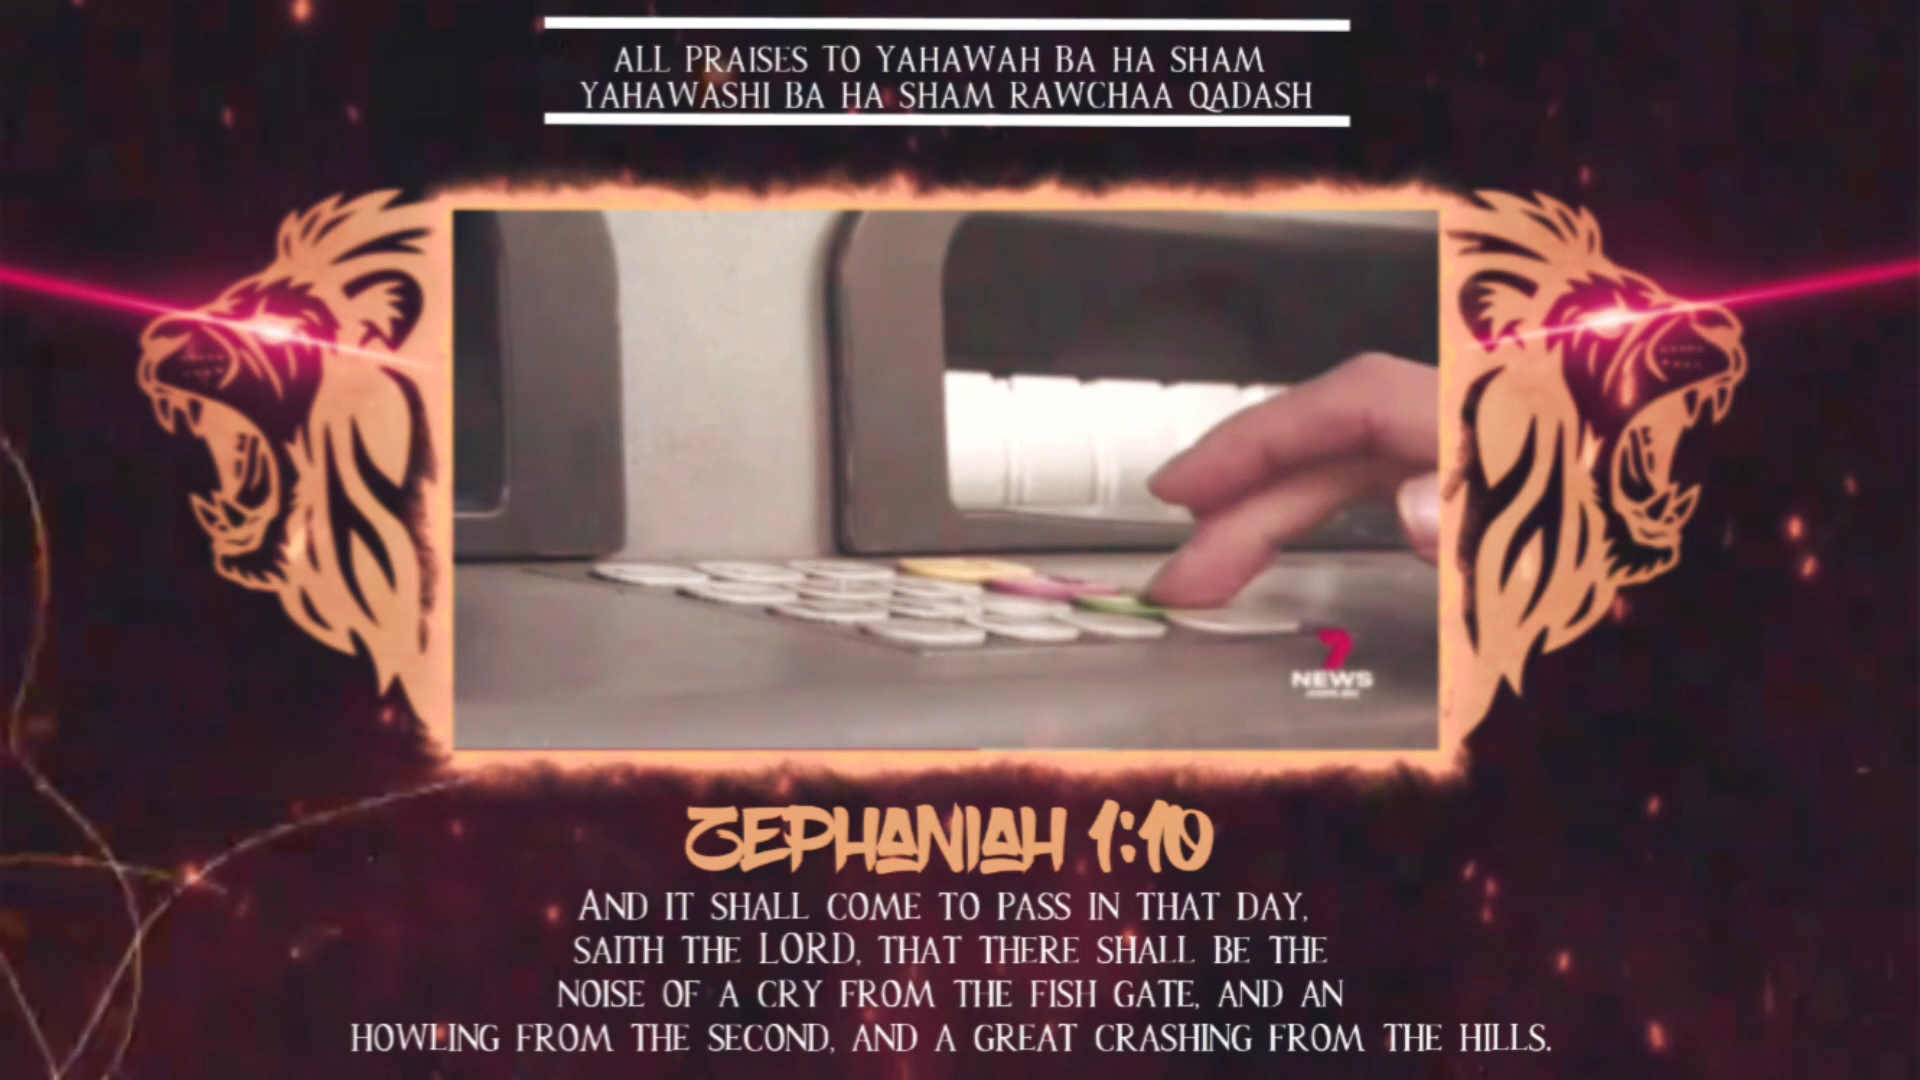 ALL PRAISES TO YAHAWAH BA HA SHAM
YAHAWASHI BA HA SHAM RAWCHAA QADASH
7
NEWS
.com.au
ZEPHANIAH 1:10
AND IT SHALL COME TO PASS IN THAT DAY,
SAITH THE LORD, THAT THERE SHALL BE THE
NOISE OF A CRY FROM THE FISH GATE, AND AN
HOWLING FROM THE SECOND, AND A GREAT CRASHING FROM THE HILLS.